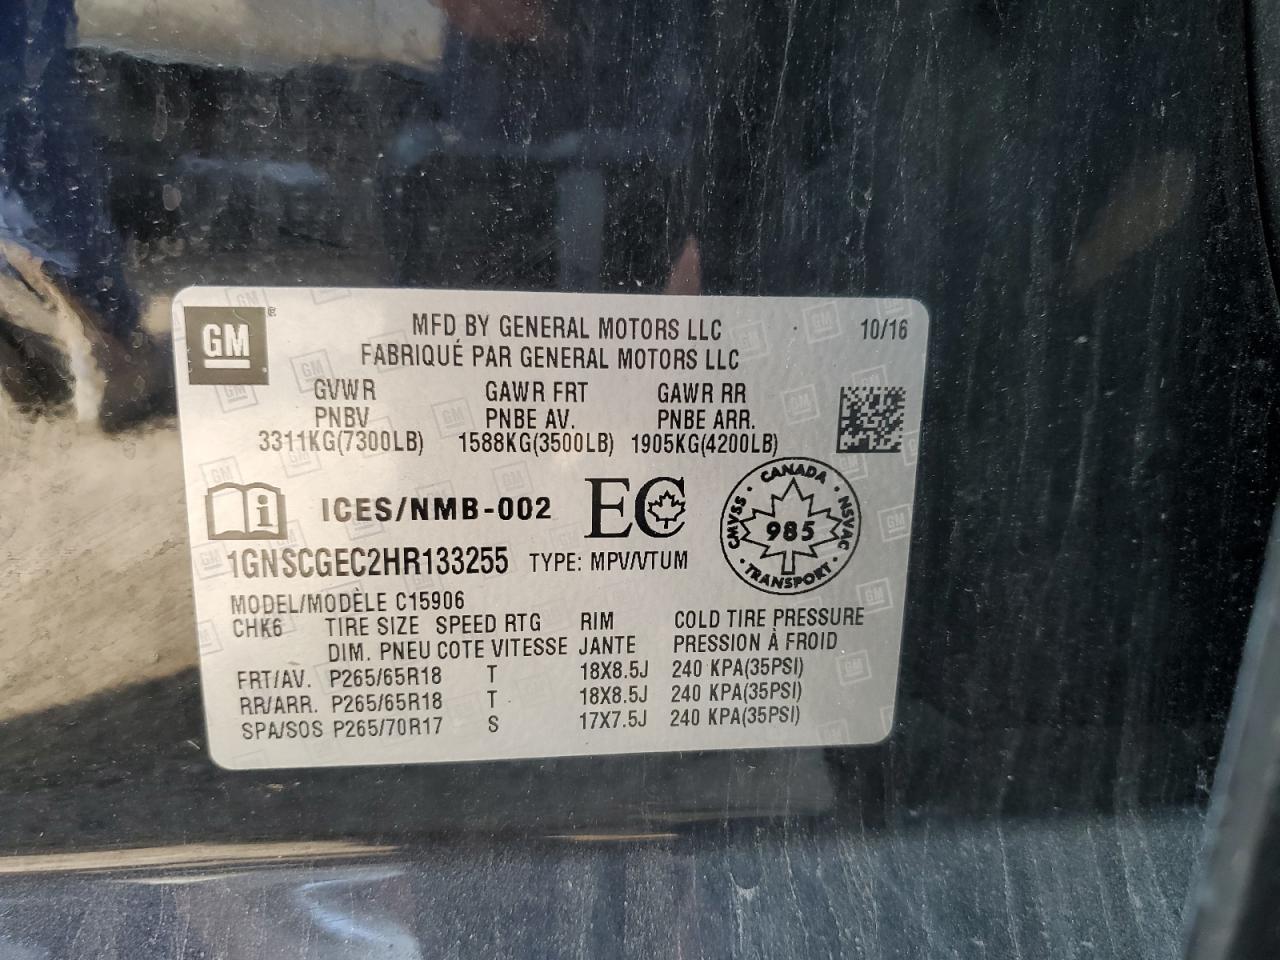 GM
MFD BY GENERAL MOTORS LLC 10/16
FABRIQUÉ PAR GENERAL MOTORS LLC
GVWR GAWR FRT GAWR RR
PNBV PNBE AV. PNBE ARR.
3311KG(7300LB) 1588KG(3500LB) 1905KG(4200LB)
i ICES/NMB-002 EC
CANADA NSVAC TRANSPORT CMVSS 985
1GNSCGEC2HR133255 TYPE: MPV/VTUM
MODEL/MODÈLE C15906
CHK6 TIRE SIZE SPEED RTG RIM COLD TIRE PRESSURE
DIM. PNEU COTE VITESSE JANTE PRESSION À FROID
FRT/AV. P265/65R18 T 18X8.5J 240 KPA(35PSI)
RR/ARR. P265/65R18 T 18X8.5J 240 KPA(35PSI)
SPA/SOS P265/70R17 S 17X7.5J 240 KPA(35PSI)